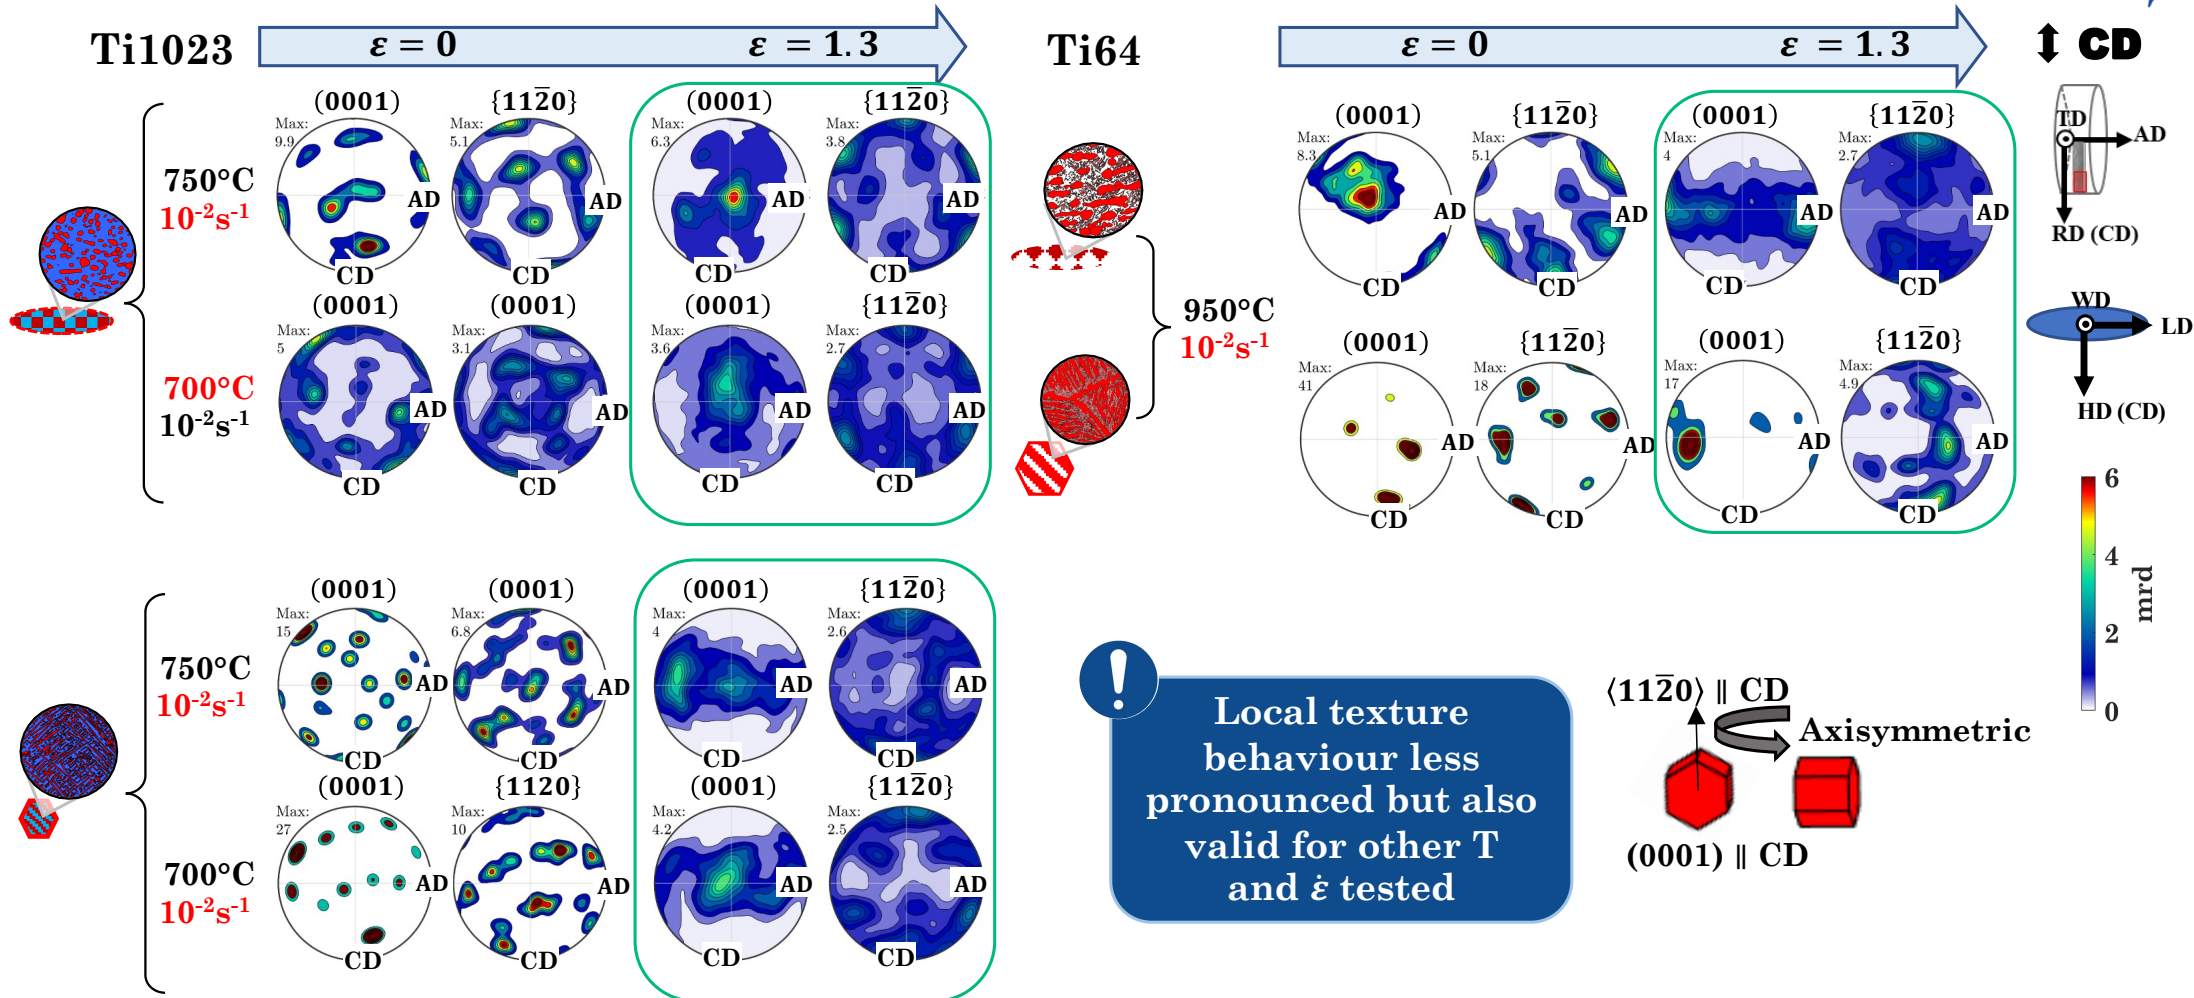 Ti1023
ε = 0
ε = 1.3
Ti64
ε = 0
ε = 1.3
CD
750°C
10⁻²s⁻¹
(0001)
Max:
9.9
AD
CD
{112̅0}
Max:
5.1
AD
CD
(0001)
Max:
6.3
AD
CD
{112̅0}
Max:
3.8
AD
CD
700°C
10⁻²s⁻¹
(0001)
Max:
5
AD
CD
(0001)
Max:
3.1
AD
CD
(0001)
Max:
3.6
AD
CD
{112̅0}
Max:
2.7
AD
CD
750°C
10⁻²s⁻¹
(0001)
Max:
15
AD
CD
(0001)
Max:
6.8
AD
CD
(0001)
Max:
4
AD
CD
{112̅0}
Max:
2.6
AD
CD
700°C
10⁻²s⁻¹
(0001)
Max:
27
AD
CD
{1120}
Max:
10
AD
CD
(0001)
Max:
4.2
AD
CD
{112̅0}
Max:
2.5
AD
CD
950°C
10⁻²s⁻¹
(0001)
Max:
8.3
AD
CD
{112̅0}
Max:
5.1
AD
CD
(0001)
Max:
4
AD
CD
{112̅0}
Max:
2.7
AD
CD
(0001)
Max:
41
AD
CD
{112̅0}
Max:
18
AD
CD
(0001)
Max:
17
AD
CD
{112̅0}
Max:
4.9
AD
CD
TD
AD
RD (CD)
WD
LD
HD (CD)
6
4
2
0
mrd
!
Local texture
behaviour less
pronounced but also
valid for other T
and ε̇ tested
⟨112̅0⟩ ∥ CD
Axisymmetric
(0001) ∥ CD